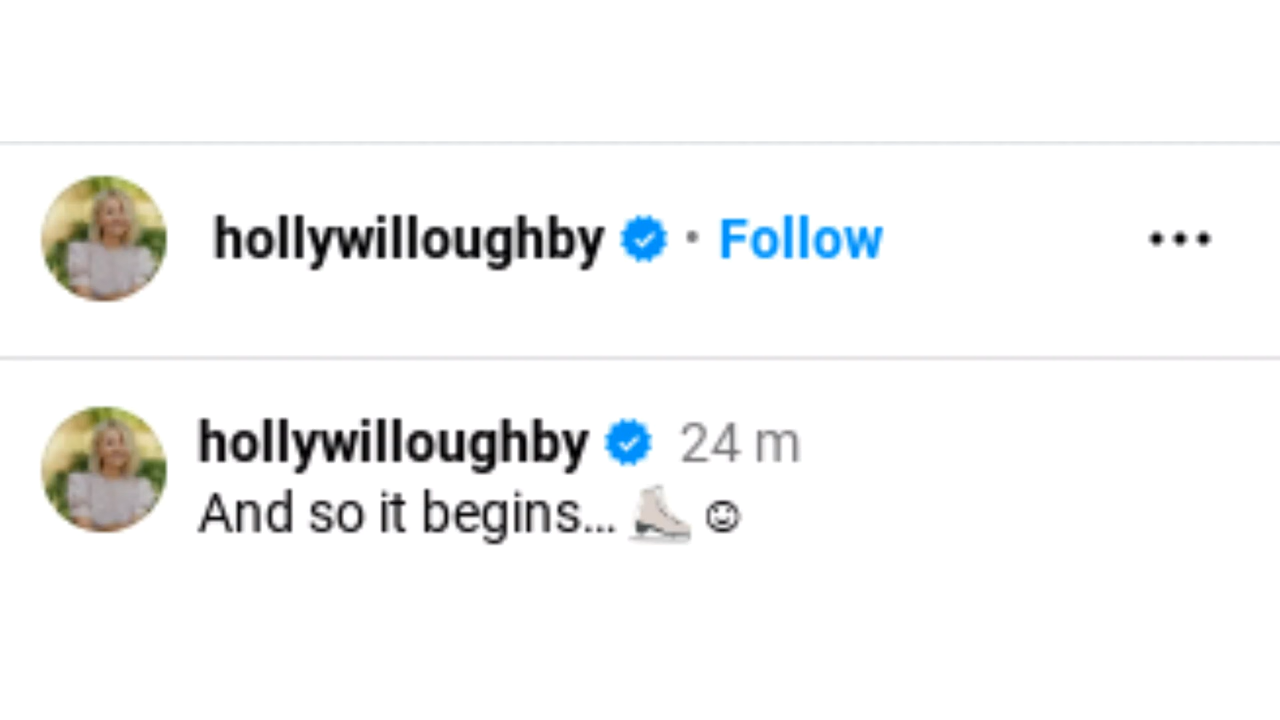 hollywilloughby • Follow
hollywilloughby 24 m
And so it begins... ⛸️ ☺